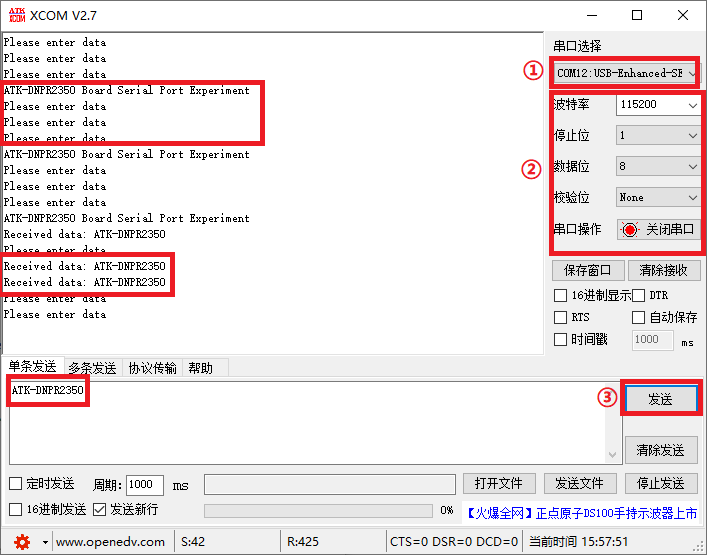 ATK
XCOM XCOM V2.7
Please enter data
Please enter data
Please enter data
ATK-DNPR2350 Board Serial Port Experiment
Please enter data
Please enter data
Please enter data
ATK-DNPR2350 Board Serial Port Experiment
Please enter data
Please enter data
Please enter data
ATK-DNPR2350 Board Serial Port Experiment
Received data: ATK-DNPR2350
Please enter data
Received data: ATK-DNPR2350
Received data: ATK-DNPR2350
Please enter data
Please enter data
串口选择
① COM12:USB-Enhanced-SE
②
波特率 115200
停止位 1
数据位 8
校验位 None
串口操作 关闭串口
保存窗口 清除接收
16进制显示 DTR
RTS 自动保存
时间戳 1000 ms
单条发送 多条发送 协议传输 帮助
ATK-DNPR2350
③ 发送
清除发送
定时发送 周期: 1000 ms 打开文件 发送文件 停止发送
16进制发送 发送新行 0% 【火爆全网】正点原子DS100手持示波器上市
www.openedv.com S:42 R:425 CTS=0 DSR=0 DCD=0 当前时间 15:57:51